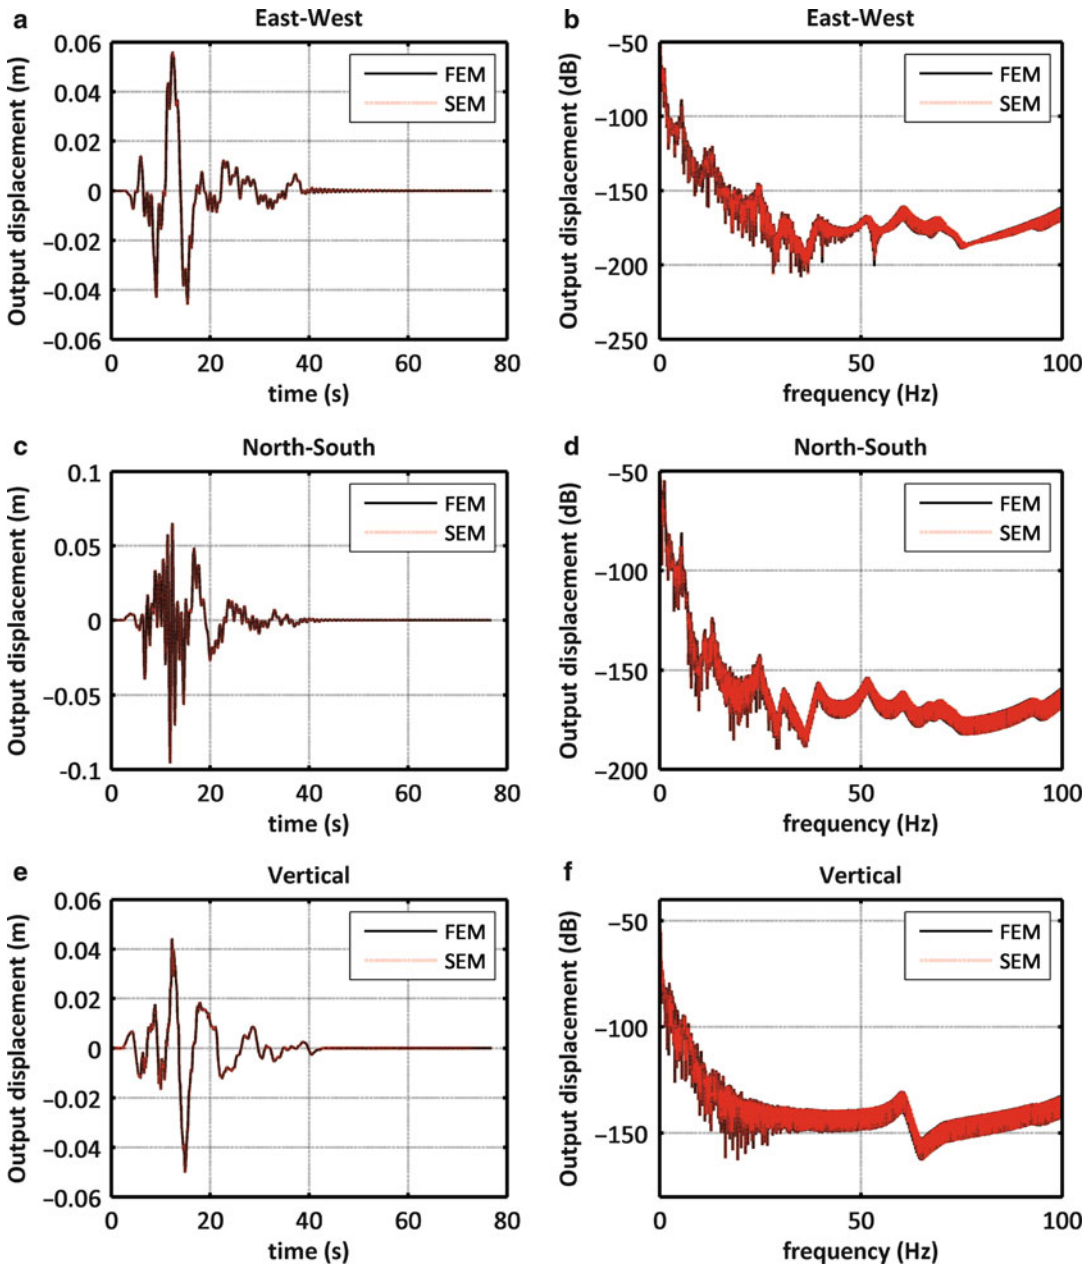 a East-West
Output displacement (m)
0.06
0.04
0.02
0
−0.02
−0.04
−0.06
0 20 40 60 80
time (s)
FEM
SEM
b East-West
Output displacement (dB)
−50
−100
−150
−200
−250
0 50 100
frequency (Hz)
FEM
SEM
c North-South
Output displacement (m)
0.1
0.05
0
−0.05
−0.1
0 20 40 60 80
time (s)
FEM
SEM
d North-South
Output displacement (dB)
−50
−100
−150
−200
0 50 100
frequency (Hz)
FEM
SEM
e Vertical
Output displacement (m)
0.06
0.04
0.02
0
−0.02
−0.04
−0.06
0 20 40 60 80
time (s)
FEM
SEM
f Vertical
Output displacement (dB)
−50
−100
−150
0 50 100
frequency (Hz)
FEM
SEM